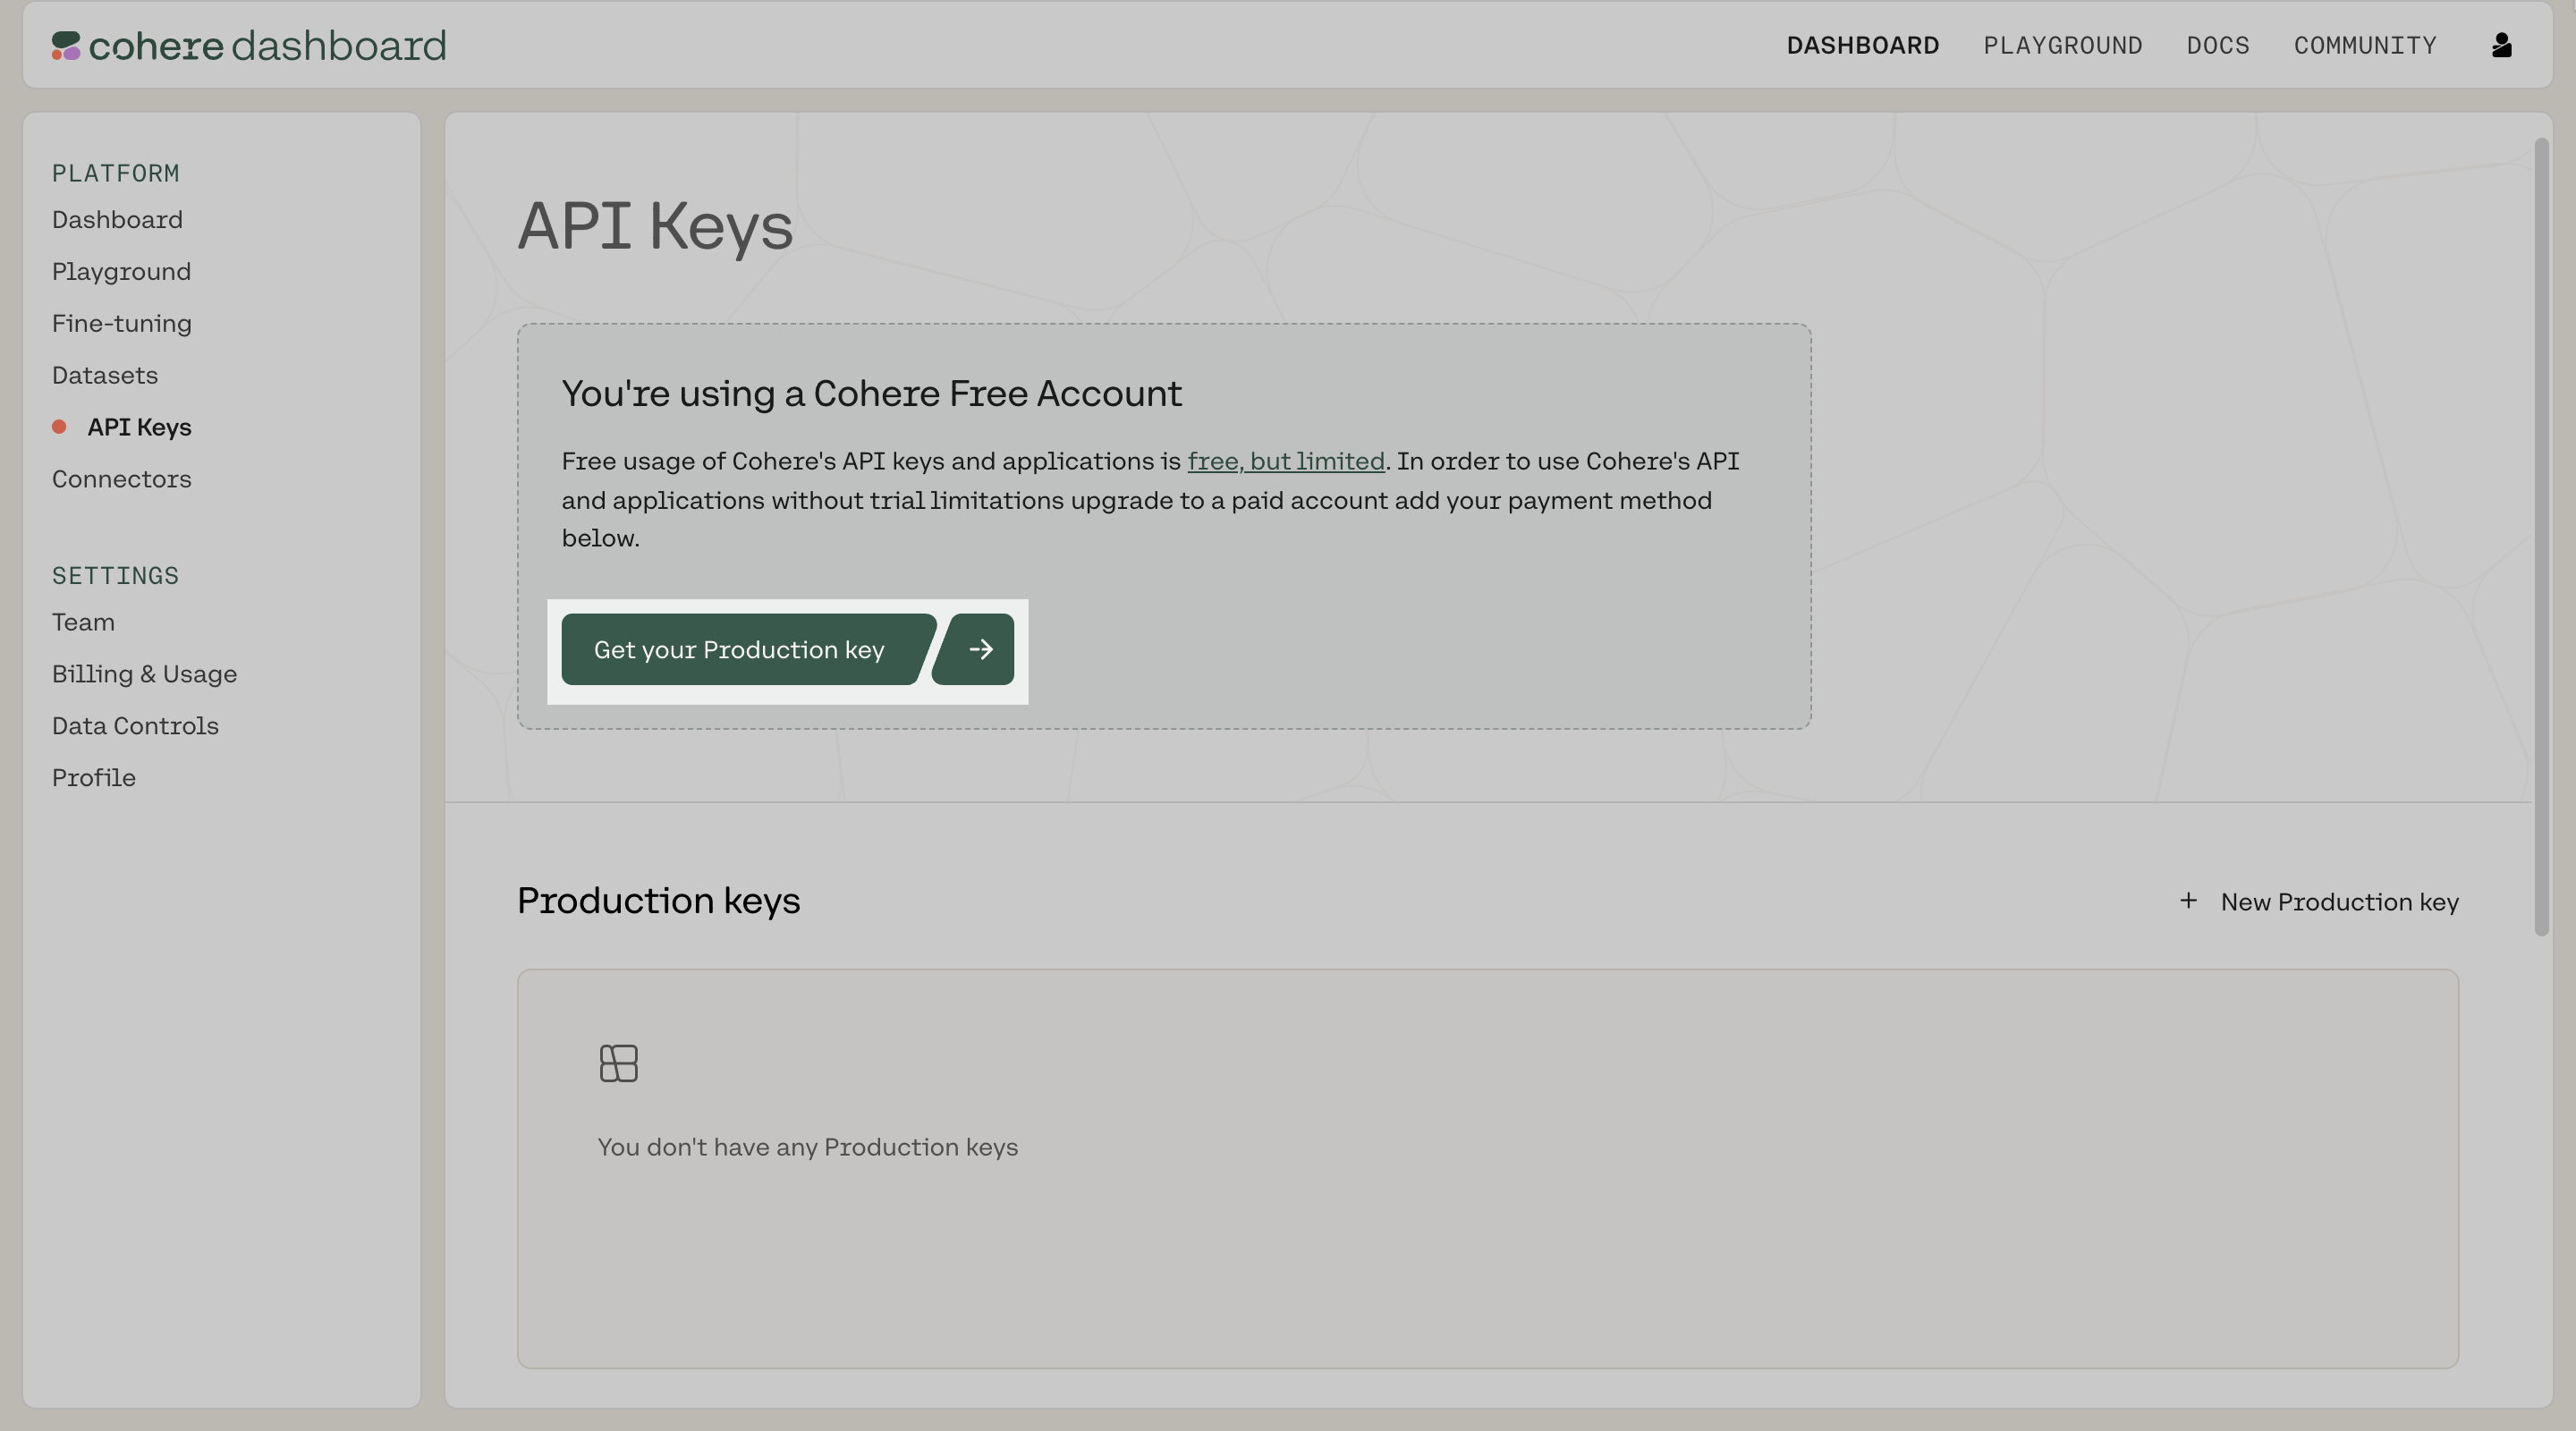 cohere dashboard
DASHBOARD PLAYGROUND DOCS COMMUNITY
PLATFORM
Dashboard
Playground
Fine-tuning
Datasets
API Keys
Connectors
SETTINGS
Team
Billing & Usage
Data Controls
Profile
API Keys
You're using a Cohere Free Account
Free usage of Cohere's API keys and applications is free, but limited. In order to use Cohere's API
and applications without trial limitations upgrade to a paid account add your payment method
below.
Get your Production key
Production keys
New Production key
You don't have any Production keys